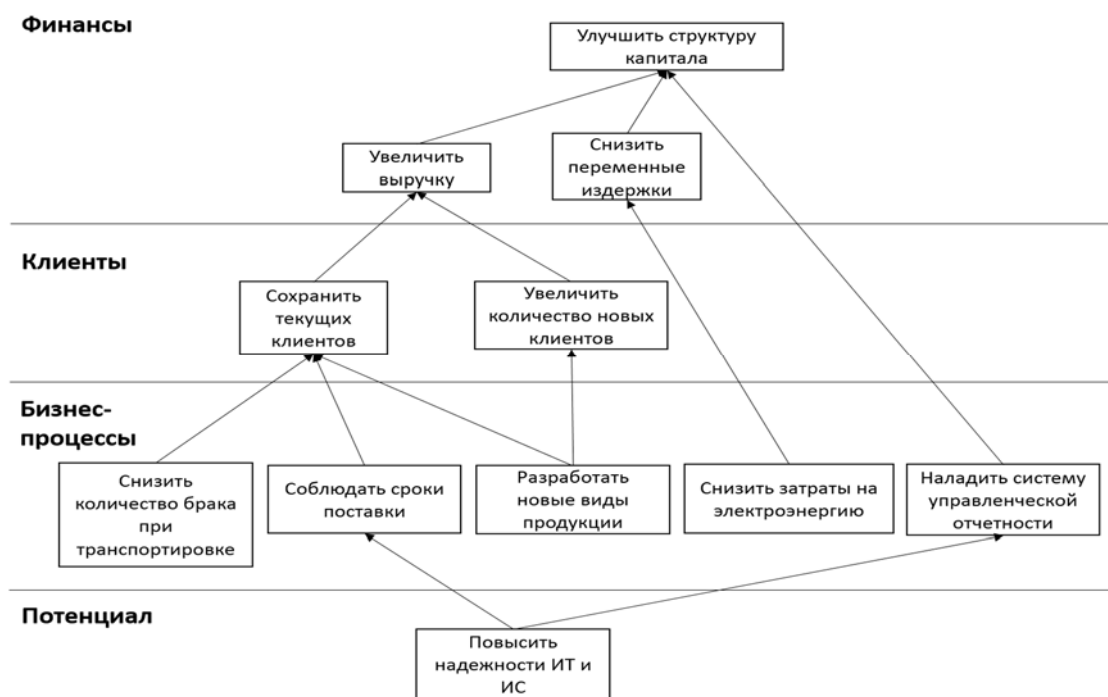 Финансы
Улучшить структуру
капитала
Увеличить
выручку
Снизить
переменные
издержки
Клиенты
Сохранить
текущих
клиентов
Увеличить
количество новых
клиентов
Бизнес-
процессы
Снизить
количество брака
при
транспортировке
Соблюдать сроки
поставки
Разработать
новые виды
продукции
Снизить затраты на
электроэнергию
Наладить систему
управленческой
отчетности
Потенциал
Повысить
надежности ИТ и
ИС